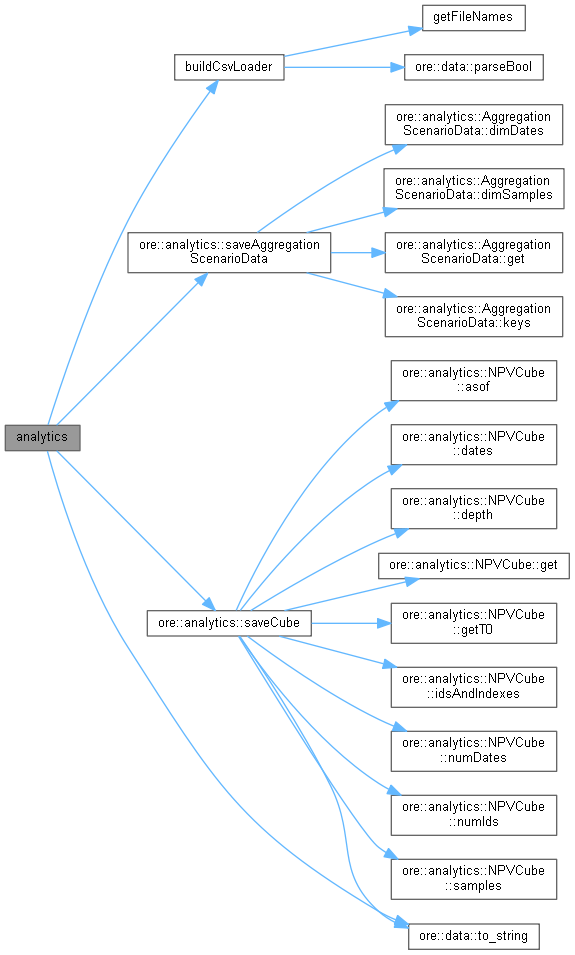 getFileNames
buildCsvLoader
ore::data::parseBool
ore::analytics::Aggregation
ScenarioData::dimDates
ore::analytics::Aggregation
ScenarioData::dimSamples
ore::analytics::saveAggregation
ScenarioData
ore::analytics::Aggregation
ScenarioData::get
ore::analytics::Aggregation
ScenarioData::keys
ore::analytics::NPVCube
::asof
analytics
ore::analytics::NPVCube
::dates
ore::analytics::NPVCube
::depth
ore::analytics::NPVCube::get
ore::analytics::saveCube
ore::analytics::NPVCube
::getT0
ore::analytics::NPVCube
::idsAndIndexes
ore::analytics::NPVCube
::numDates
ore::analytics::NPVCube
::numIds
ore::analytics::NPVCube
::samples
ore::data::to_string